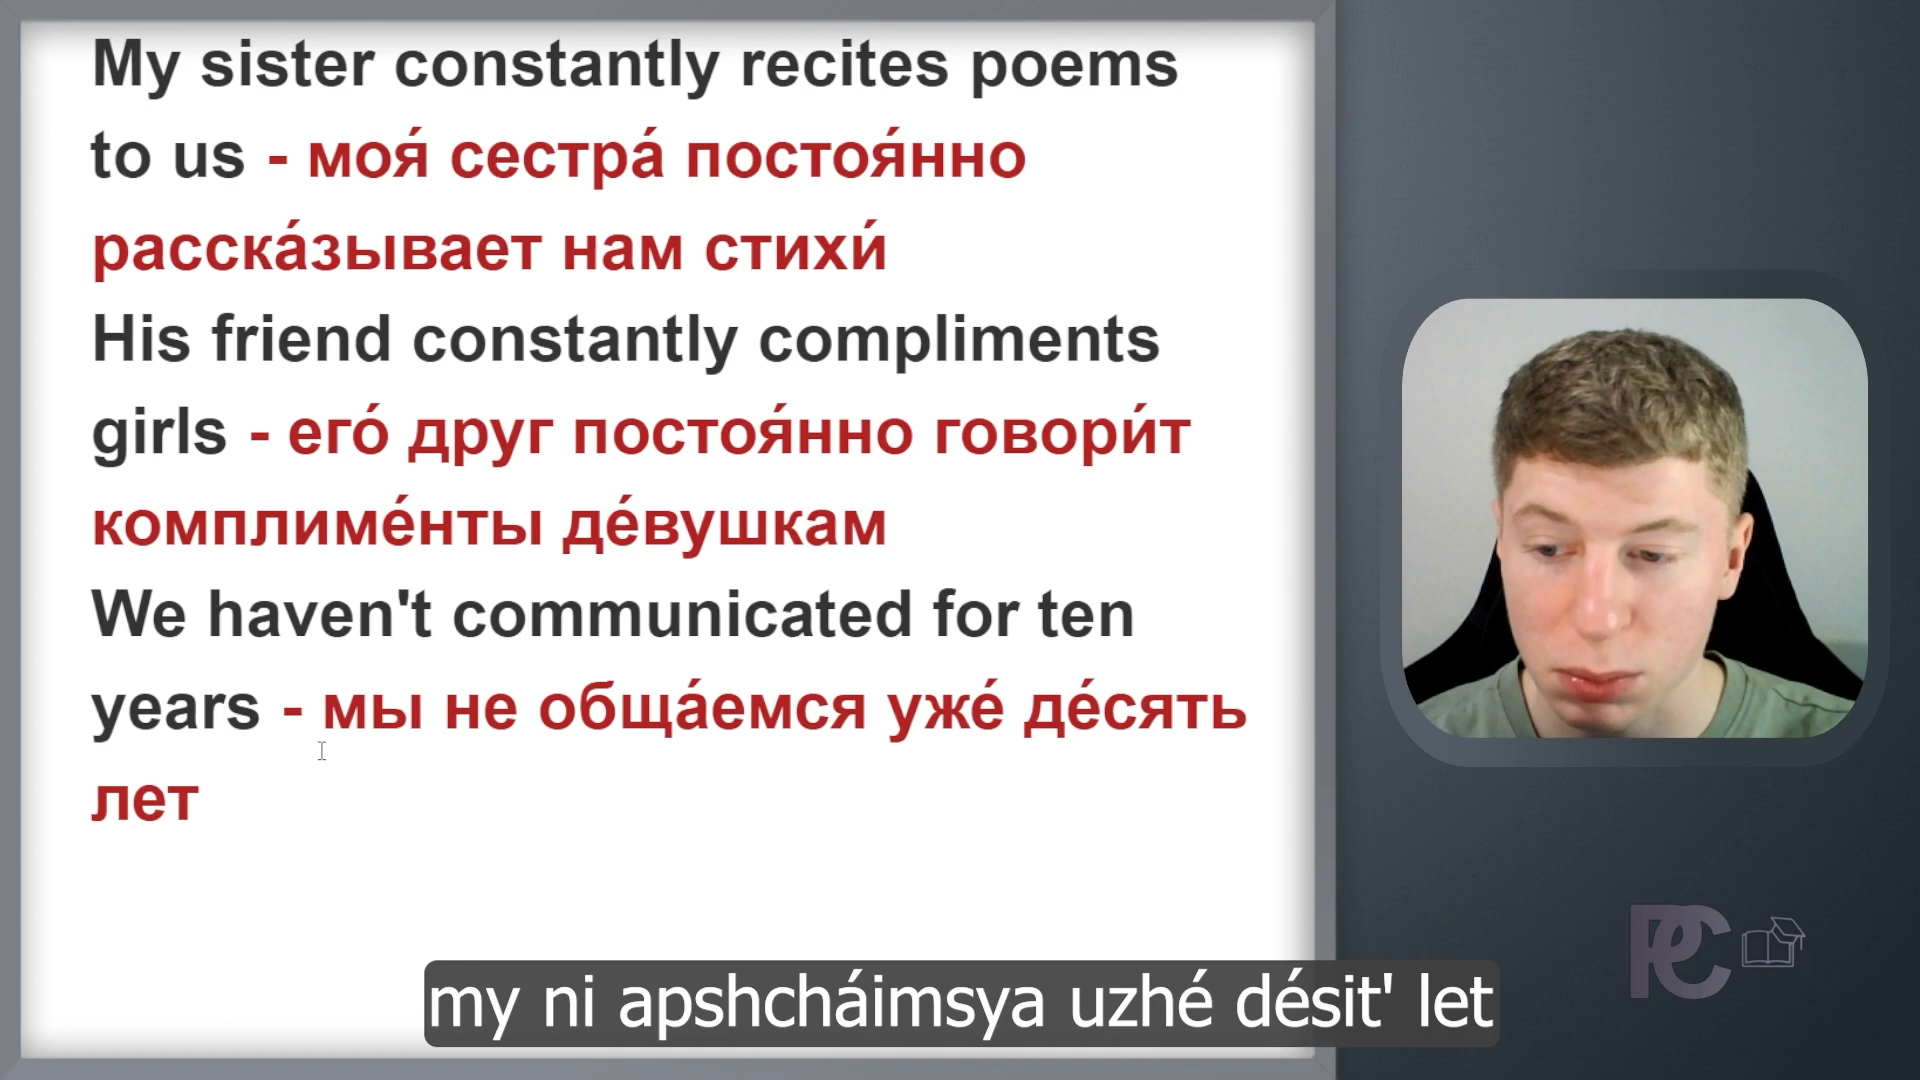 My sister constantly recites poems
to us - моя́ сестра́ постоя́нно
расска́зывает нам стихи́
His friend constantly compliments
girls - его́ друг постоя́нно говори́т
комплиме́нты де́вушкам
We haven't communicated for ten
years - мы не обща́емся уже́ де́сять
лет
my ni apshcháimsya uzhé désit' let
PC